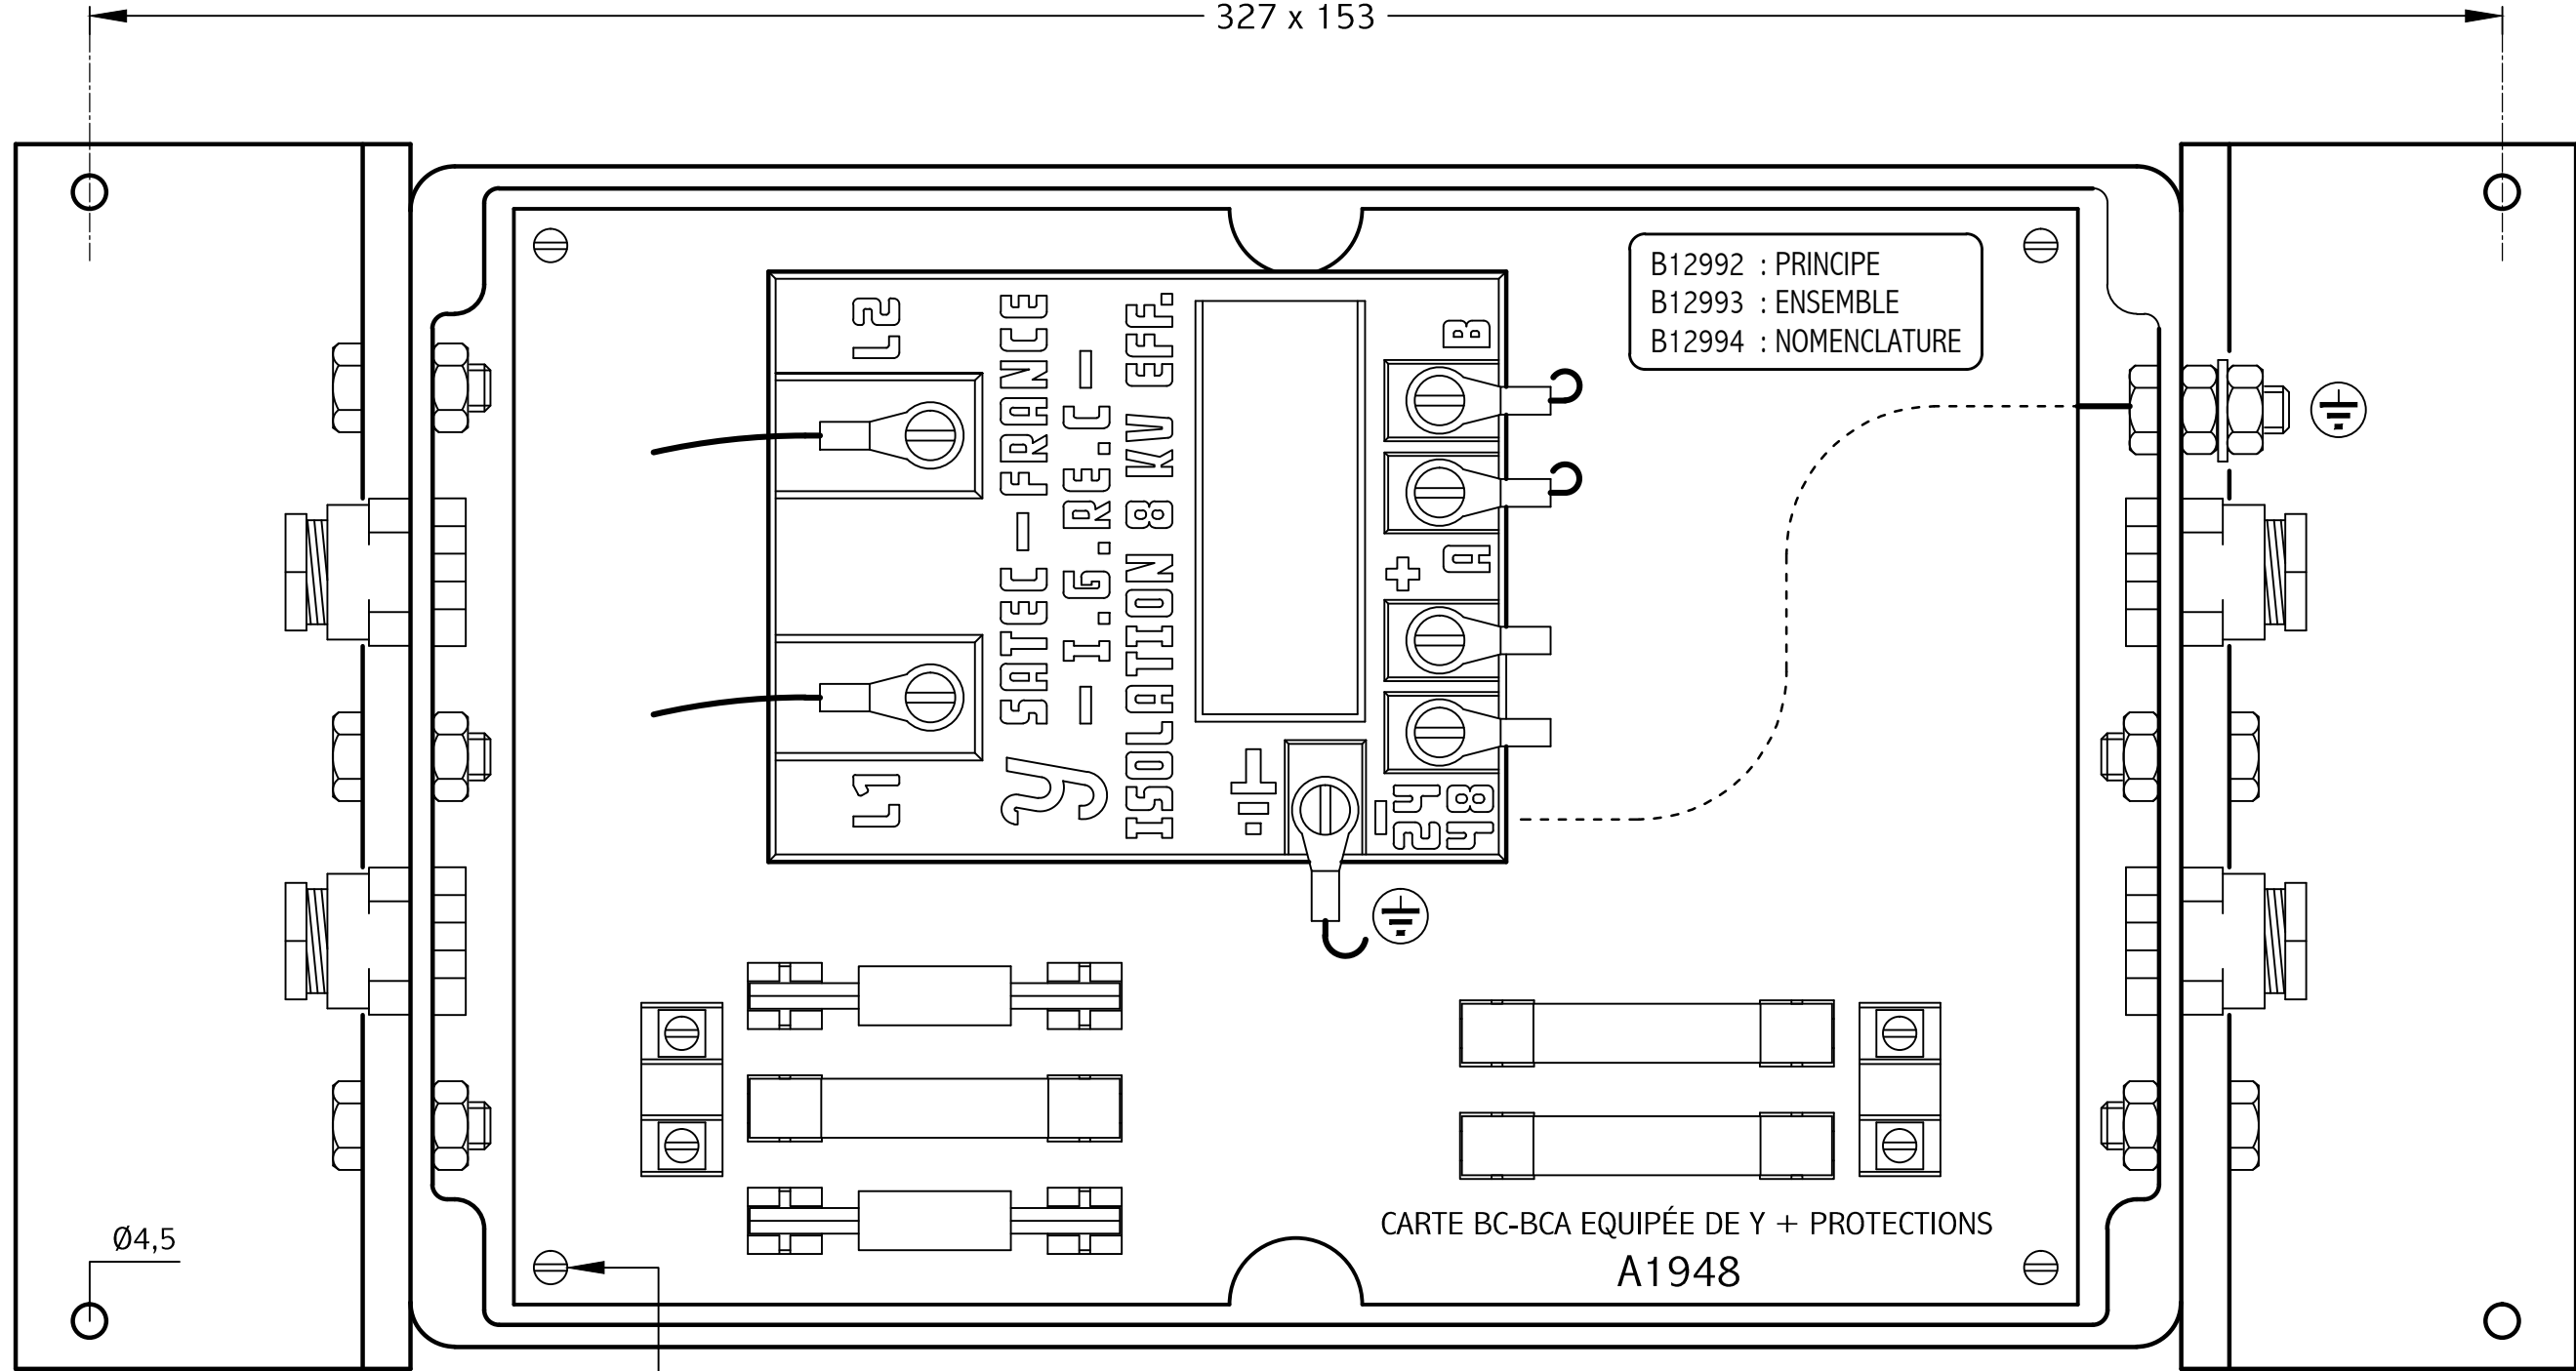 327 x 153
B12992 : PRINCIPE
B12993 : ENSEMBLE
B12994 : NOMENCLATURE
L2
L1
SATEC - FRANCE
- I.G.RE.C -
ISOLATION 8 KV EFF.
y
B
A
+
-
24
48
CARTE BC-BCA EQUIPÉE DE Y + PROTECTIONS
A1948
Ø4,5